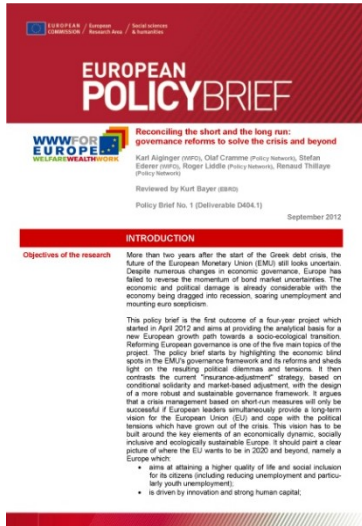 EUROPEAN COMMISSION / European Research Area / Social sciences & humanities
EUROPEAN
POLICYBRIEF
WWWFOR
EUROPE
WELFAREWEALTHWORK
Reconciling the short and the long run:
governance reforms to solve the crisis and beyond
Karl Aiginger (WIFO), Olaf Cramme (Policy Network), Stefan
Ederer (WIFO), Roger Liddle (Policy Network), Renaud Thillaye
(Policy Network)
Reviewed by Kurt Bayer (EBRD)
Policy Brief No. 1 (Deliverable D404.1)
September 2012
INTRODUCTION
Objectives of the research
More than two years after the start of the Greek debt crisis, the
future of the European Monetary Union (EMU) still looks uncertain.
Despite numerous changes in economic governance, Europe has
failed to reverse the momentum of bond market uncertainties. The
economic and political damage is already considerable with the
economy being dragged into recession, soaring unemployment and
mounting euro scepticism.
This policy brief is the first outcome of a four-year project which
started in April 2012 and aims at providing the analytical basis for a
new European growth path towards a socio-ecological transition.
Reforming European governance is one of the five main topics of the
project. The policy brief starts by highlighting the economic blind
spots in the EMU's governance framework and its reforms and sheds
light on the resulting political dilemmas and tensions. It then
contrasts the current "insurance-adjustment" strategy, based on
conditional solidarity and market-based adjustment, with the design
of a more robust and sustainable governance framework. It argues
that a crisis management based on short-run measures will only be
successful if European leaders simultaneously provide a long-term
vision for the European Union (EU) and cope with the political
tensions which have grown out of the crisis. This vision has to be
built around the key elements of an economically dynamic, socially
inclusive and ecologically sustainable Europe. It should paint a clear
picture of where the EU wants to be in 2020 and beyond, namely a
Europe which:
• aims at attaining a higher quality of life and social inclusion
for its citizens (including reducing unemployment and particu-
larly youth unemployment);
• is driven by innovation and strong human capital;